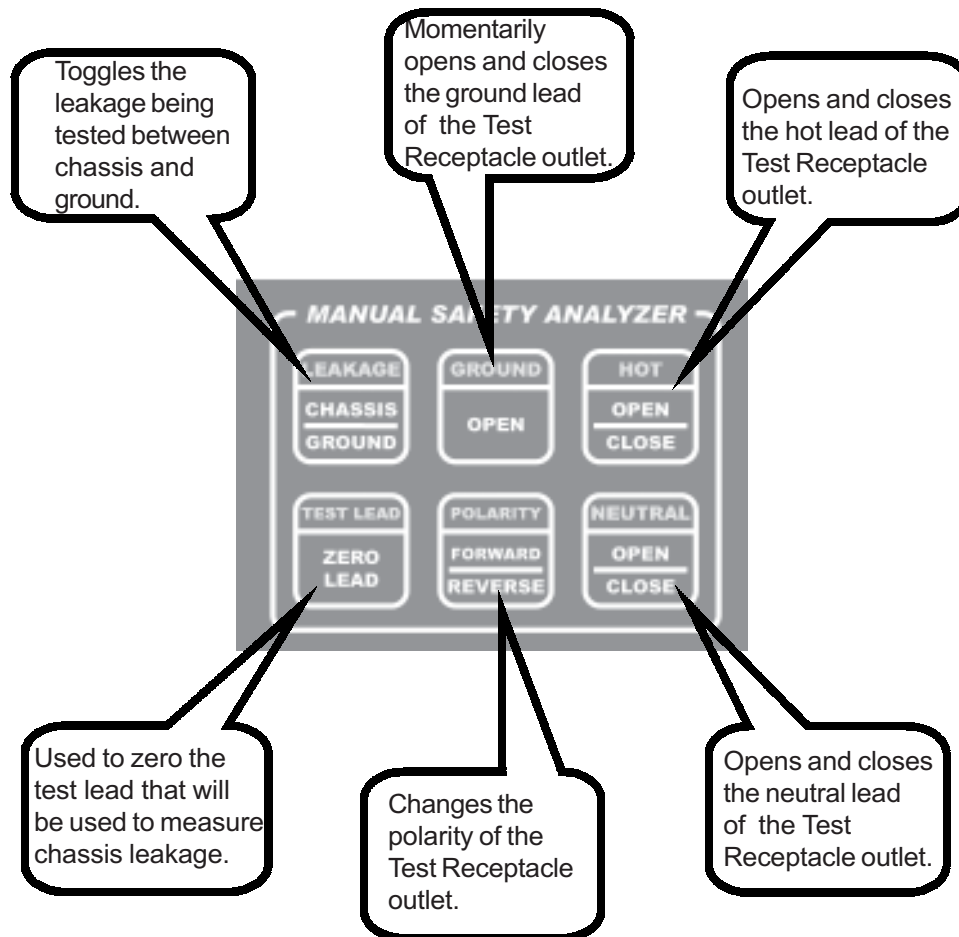 Toggles the
leakage being
tested between
chassis and
ground.
Momentarily
opens and closes
the ground lead
of the Test
Receptacle outlet.
Opens and closes
the hot lead of the
Test Receptacle
outlet.
MANUAL SAFETY ANALYZER
LEAKAGE
CHASSIS
GROUND
GROUND
OPEN
HOT
OPEN
CLOSE
TEST LEAD
ZERO
LEAD
POLARITY
FORWARD
REVERSE
NEUTRAL
OPEN
CLOSE
Used to zero the
test lead that will
be used to measure
chassis leakage.
Changes the
polarity of the
Test Receptacle
outlet.
Opens and closes
the neutral lead
of the Test
Receptacle outlet.